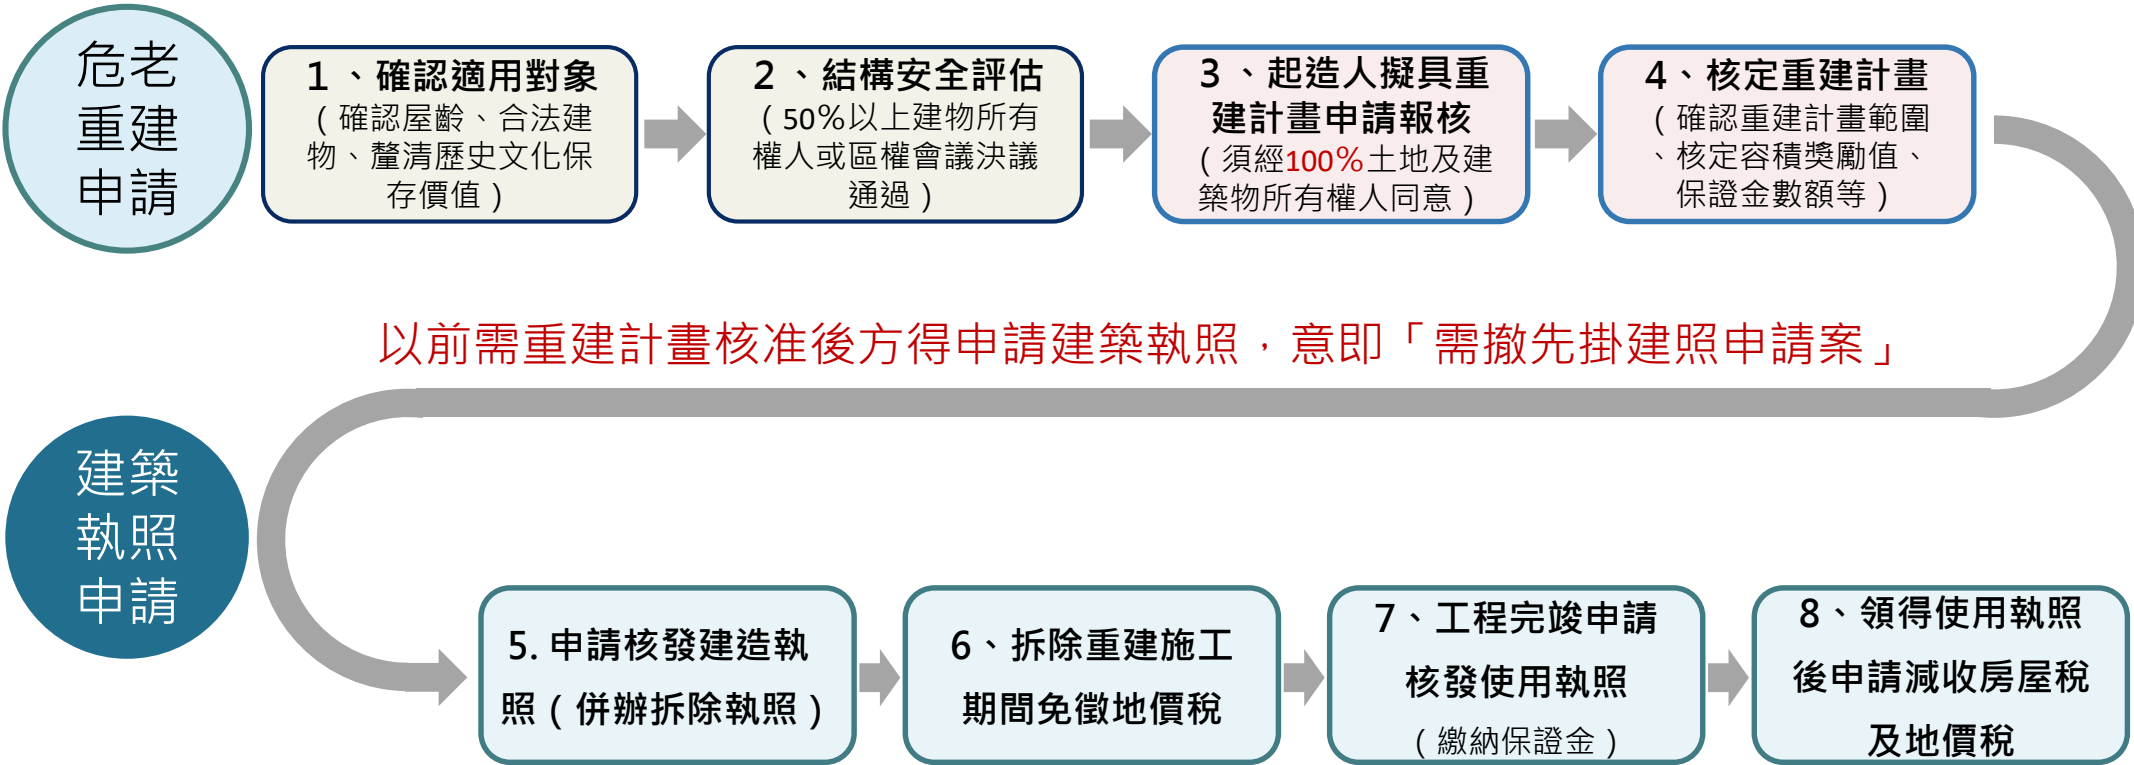 危老
重建
申請
1、確認適用對象
(確認屋齡、合法建
物、釐清歷史文化保
存價值)
2、結構安全評估
(50%以上建物所有
權人或區權會議決議
通過)
3、起造人擬具重
建計畫申請報核
(須經100%土地及建
築物所有權人同意)
4、核定重建計畫
(確認重建計畫範圍
、核定容積獎勵值、
保證金數額等)
以前需重建計畫核准後方得申請建築執照，意即「需撤先掛建照申請案」
建築
執照
申請
5. 申請核發建造執
照(併辦拆除執照)
6、拆除重建施工
期間免徵地價稅
7、工程完竣申請
核發使用執照
(繳納保證金)
8、領得使用執照
後申請減收房屋稅
及地價稅